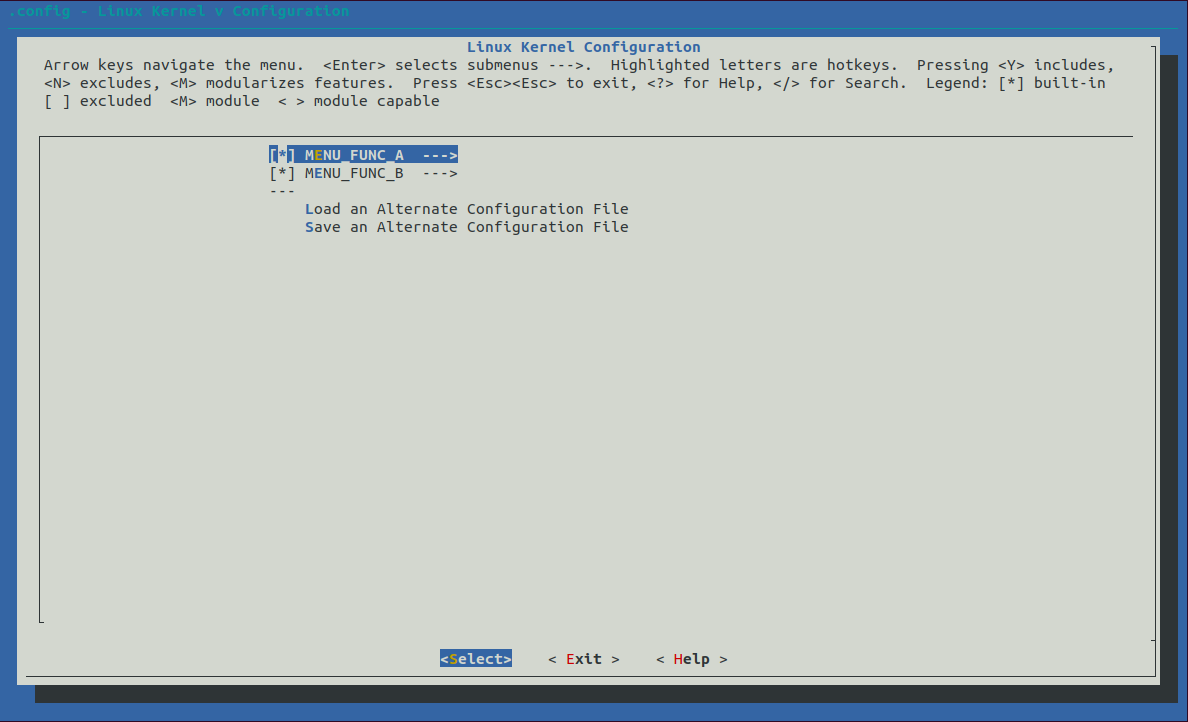 .config - Linux Kernel v Configuration
Linux Kernel Configuration
Arrow keys navigate the menu.  <Enter> selects submenus --->.  Highlighted letters are hotkeys.  Pressing <Y> includes,
<N> excludes, <M> modularizes features.  Press <Esc><Esc> to exit, <?> for Help, </> for Search.  Legend: [*] built-in
[ ] excluded  <M> module  < > module capable
[*] MENU_FUNC_A  --->
[*] MENU_FUNC_B  --->
---
Load an Alternate Configuration File
Save an Alternate Configuration File
<Select>    < Exit >    < Help >